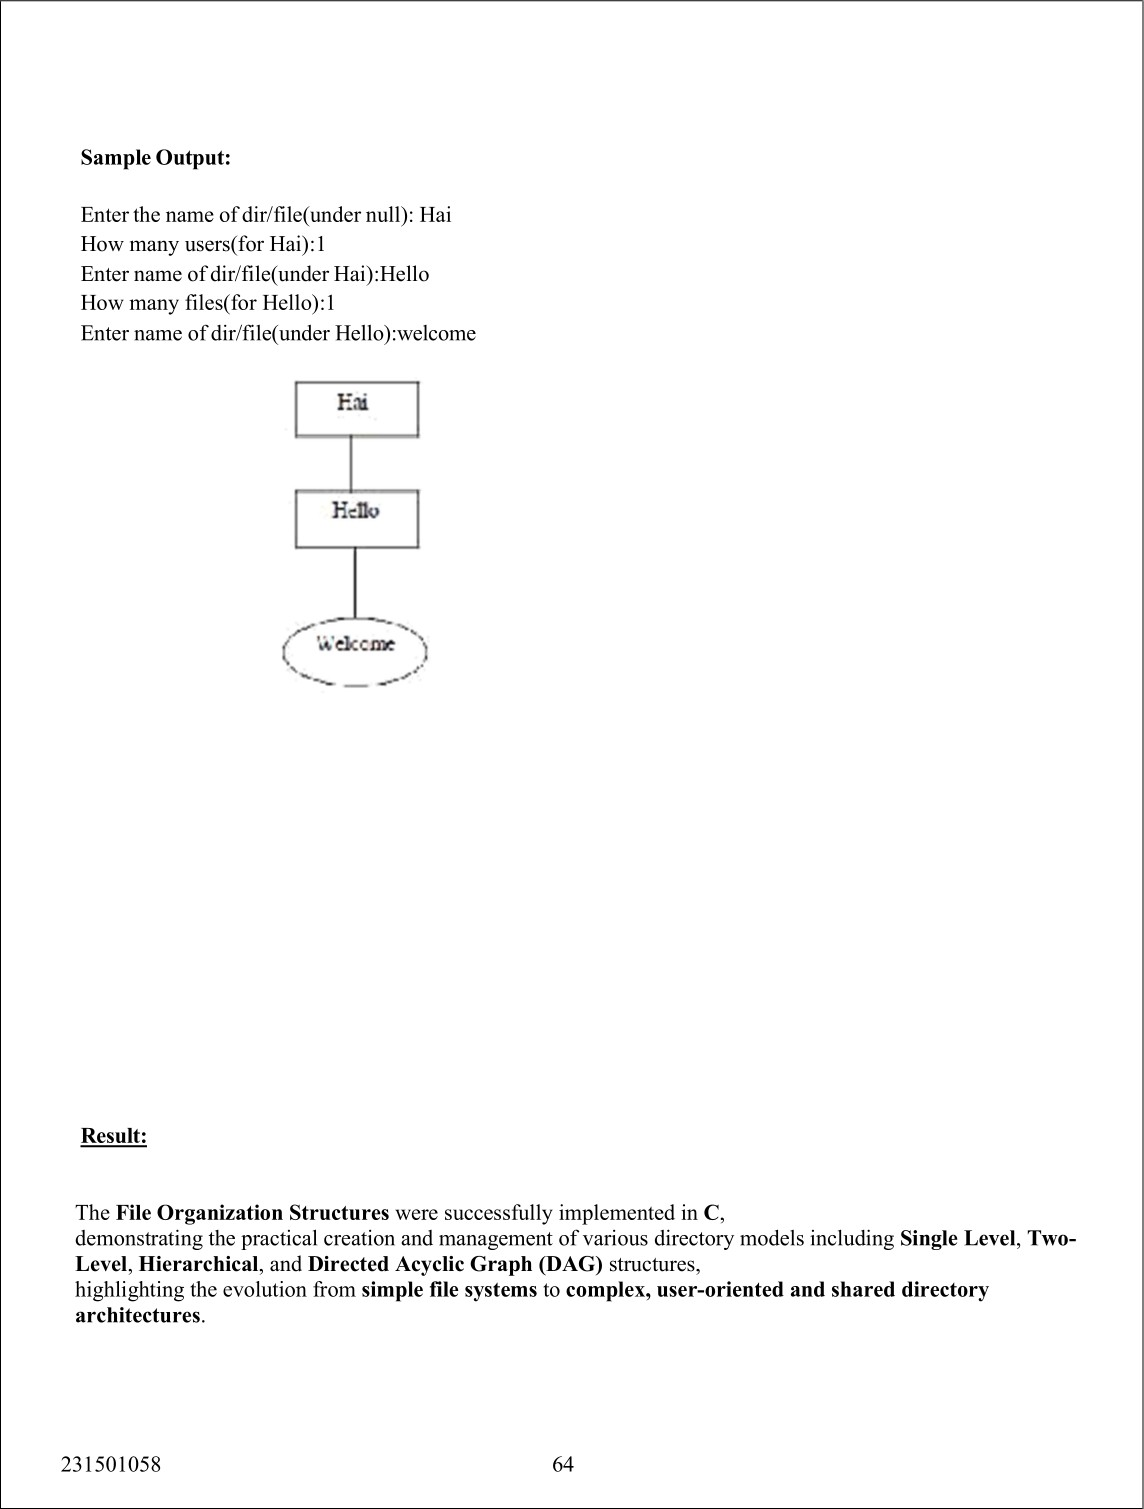 Sample Output:
Enter the name of dir/file(under null): Hai
How many users(for Hai):1
Enter name of dir/file(under Hai):Hello
How many files(for Hello):1
Enter name of dir/file(under Hello):welcome
Hai
Hello
Welcome
Result:
The File Organization Structures were successfully implemented in C,
demonstrating the practical creation and management of various directory models including Single Level, Two-
Level, Hierarchical, and Directed Acyclic Graph (DAG) structures,
highlighting the evolution from simple file systems to complex, user-oriented and shared directory
architectures.
231501058 64